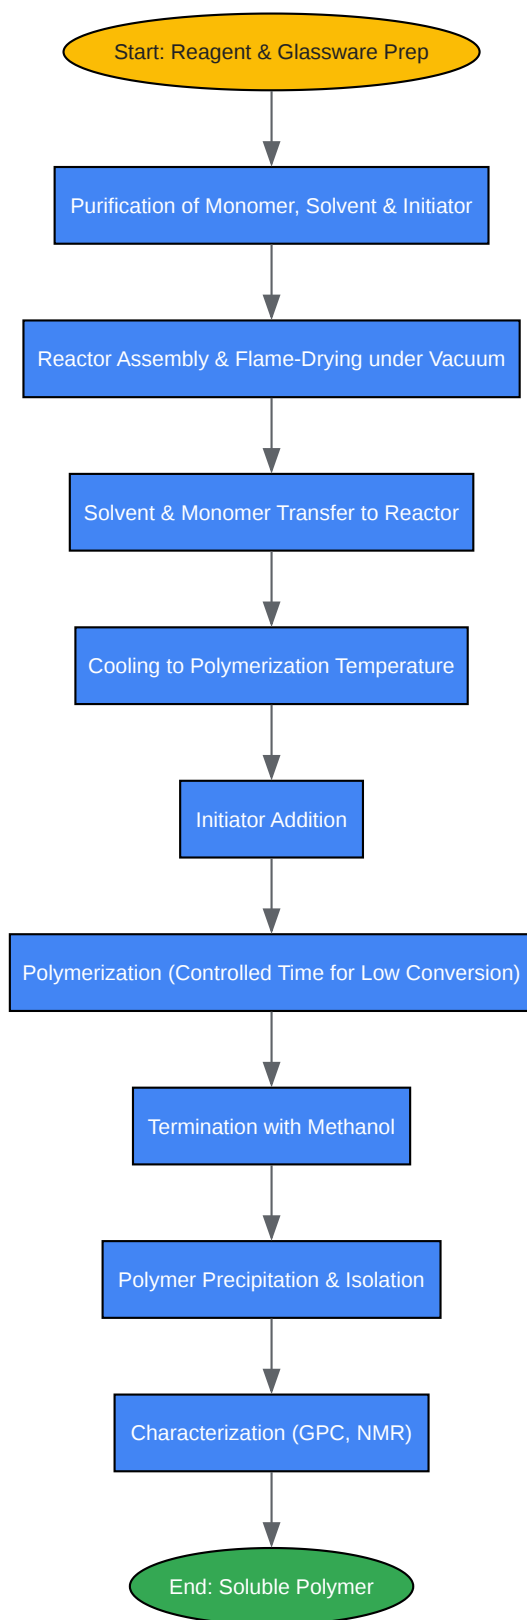 Start: Reagent & Glassware Prep
Purification of Monomer, Solvent & Initiator
Reactor Assembly & Flame-Drying under Vacuum
Solvent & Monomer Transfer to Reactor
Cooling to Polymerization Temperature
Initiator Addition
Polymerization (Controlled Time for Low Conversion)
Termination with Methanol
Polymer Precipitation & Isolation
Characterization (GPC, NMR)
End: Soluble Polymer